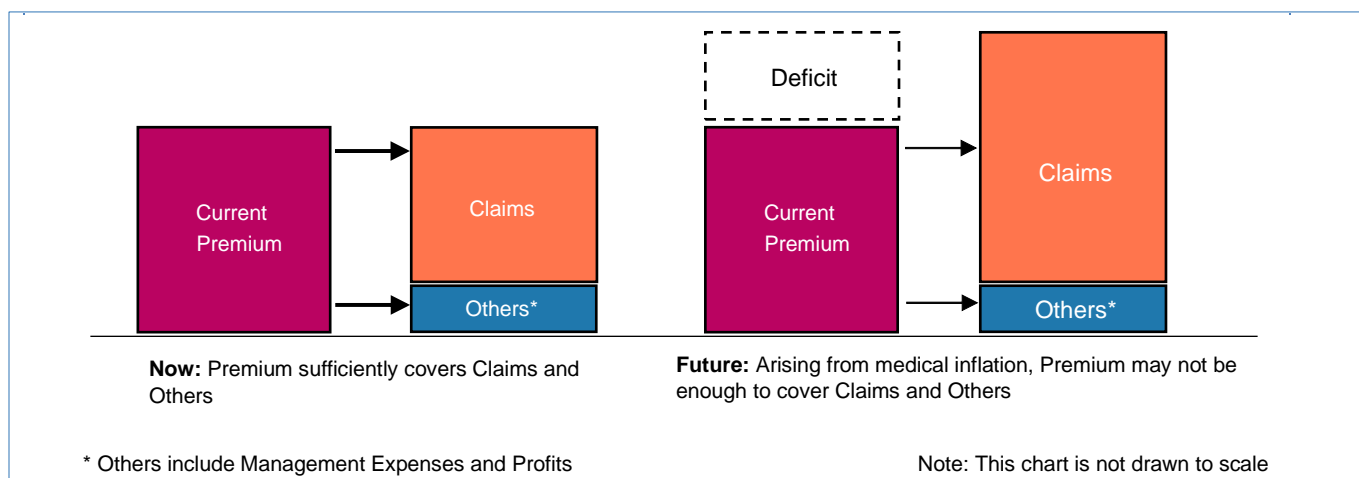 Deficit
Current
Premium
Claims
Others*
Current
Premium
Claims
Others*
Now: Premium sufficiently covers Claims and
Others
Future: Arising from medical inflation, Premium may not be
enough to cover Claims and Others
* Others include Management Expenses and Profits
Note: This chart is not drawn to scale